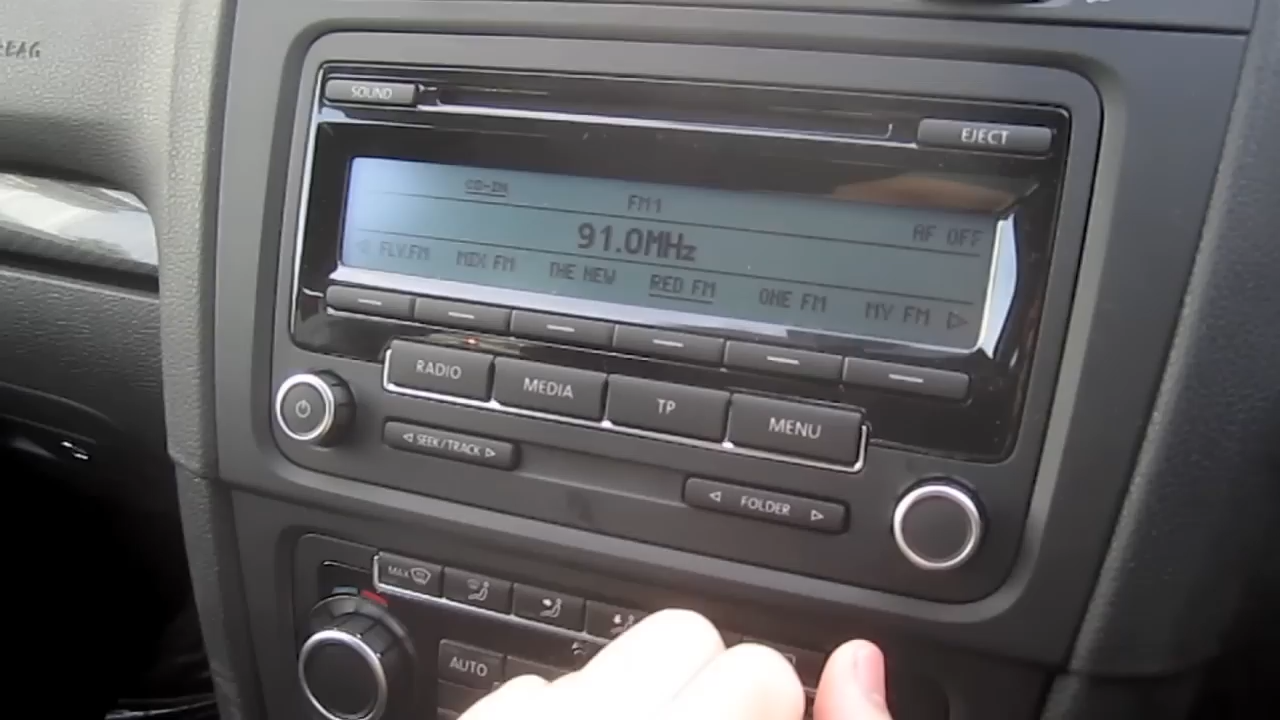 SOUND
EJECT
CD-IN
FM1
AF OFF
91.0MHz
FLY.FM MIX FM THE NEW RED FM ONE FM MY FM
RADIO MEDIA TP MENU
SEEK/TRACK
FOLDER
MAX
AUTO